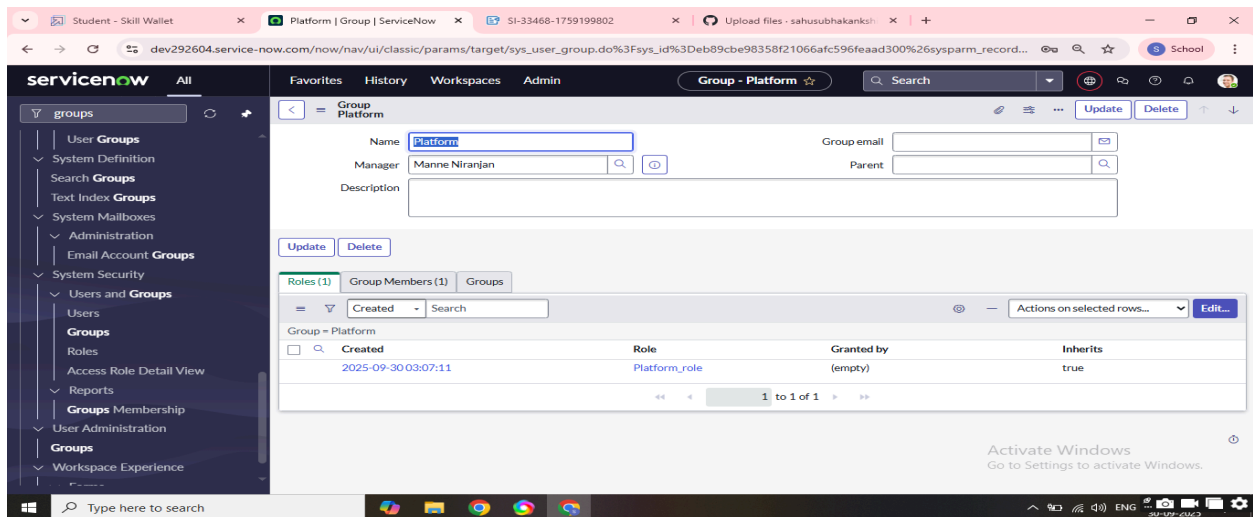 Student - Skill Wallet
Platform | Group | ServiceNow
SI-33468-1759199802
Upload files - sahusubhakanksh
dev292604.service-now.com/now/nav/ui/classic/params/target/sys_user_group.do%3Fsys_id%3Deb89cbe98358f21066afc596feaad300%26sysparm_record...
S School
servicenow All Favorites History Workspaces Admin Group - Platform Search
groups
Group
Platform
Update Delete
User Groups
System Definition
Search Groups
Text Index Groups
System Mailboxes
Administration
Email Account Groups
System Security
Users and Groups
Users
Groups
Roles
Access Role Detail View
Reports
Groups Membership
User Administration
Groups
Workspace Experience
Name Platform
Group email
Manager Manne Niranjan
Parent
Description
Update Delete
Roles (1) Group Members (1) Groups
Created Search Actions on selected rows... Edit...
Group = Platform
Created Role Granted by Inherits
2025-09-30 03:07:11 Platform_role (empty) true
1 to 1 of 1
Activate Windows
Go to Settings to activate Windows.
Type here to search
ENG
30-09-2025